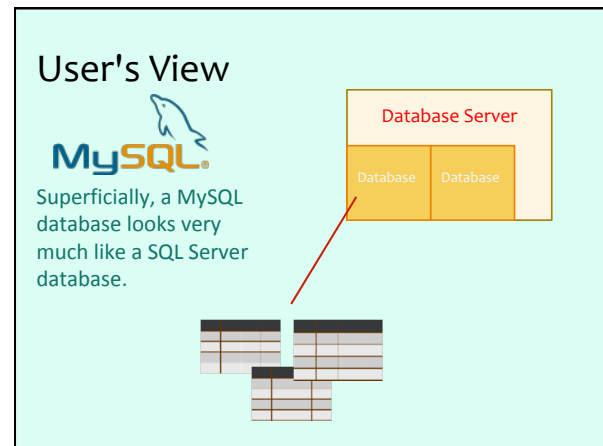 User's View
MySQL®
Superficially, a MySQL
database looks very
much like a SQL Server
database.
Database Server
Database Database